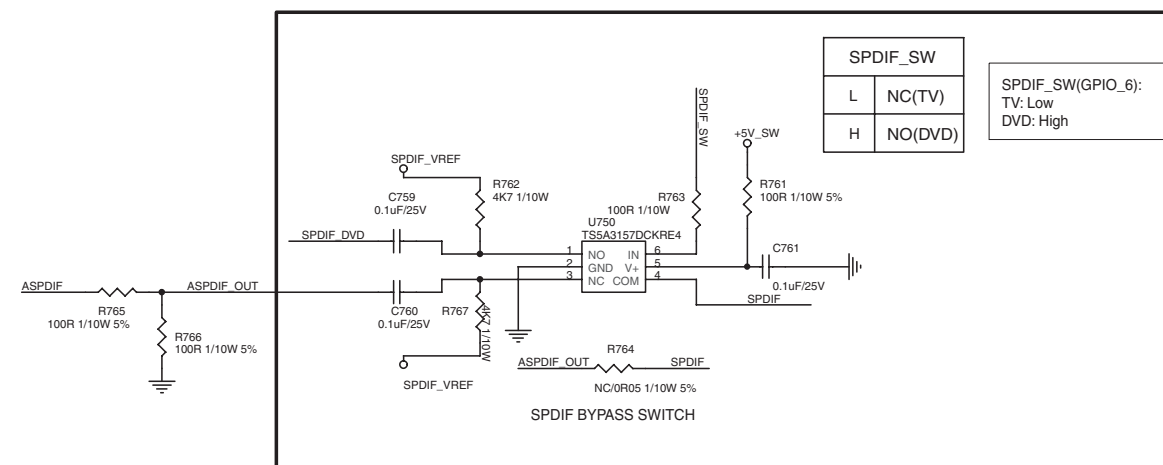 SPDIF_SW
L NC(TV)
H NO(DVD)
SPDIF_SW(GPIO_6):
TV: Low
DVD: High
SPDIF_SW
+5V_SW
SPDIF_VREF
R762
4K7 1/10W
R763
100R 1/10W
R761
100R 1/10W 5%
C759
0.1uF/25V
U750
TS5A3157DCKRE4
SPDIF_DVD
1 NO IN 6
2 GND V+ 5
3 NC COM 4
C761
0.1uF/25V
SPDIF
ASPDIF
R765
100R 1/10W 5%
ASPDIF_OUT
R766
100R 1/10W 5%
C760
0.1uF/25V
R767
4K7 1/10W
SPDIF_VREF
ASPDIF_OUT
R764
SPDIF
NC/0R05 1/10W 5%
SPDIF BYPASS SWITCH